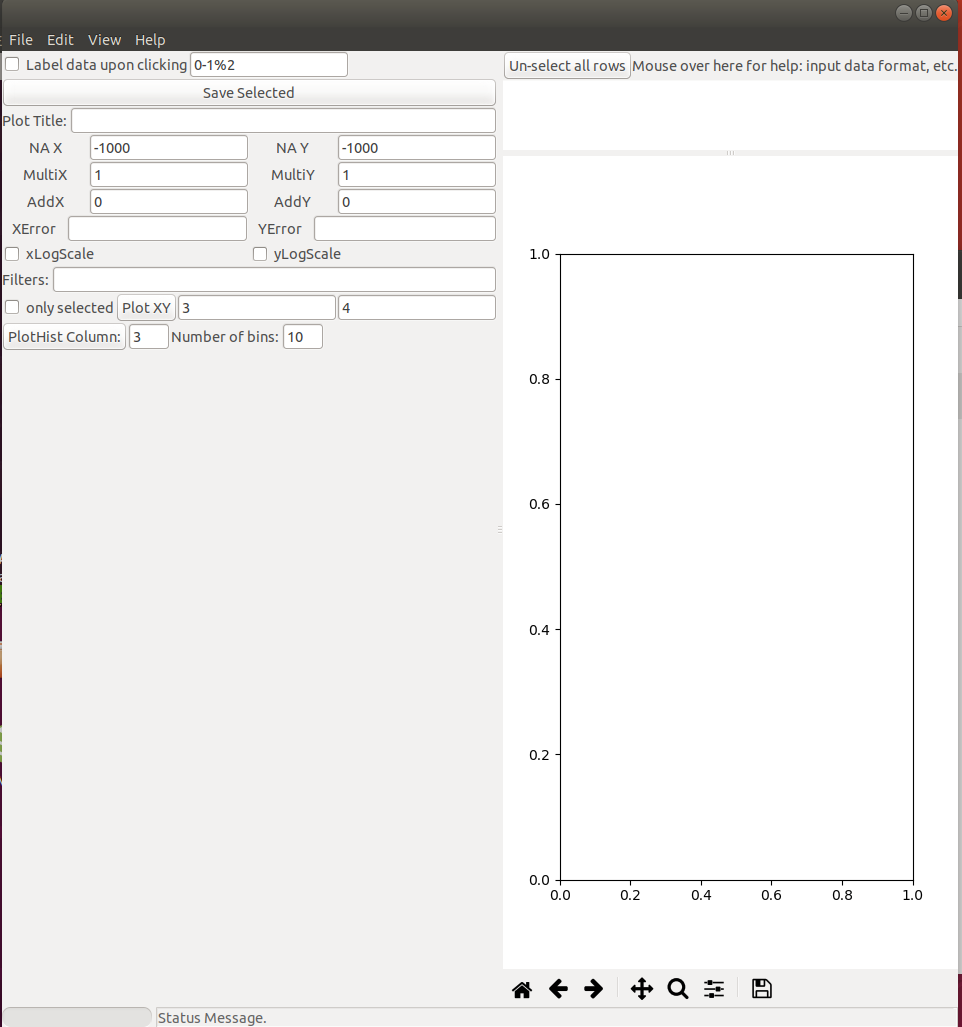 File Edit View Help
Label data upon clicking 0-1%2
Un-select all rows Mouse over here for help: input data format, etc.
Save Selected
Plot Title:
NA X -1000 NA Y -1000
MultiX 1 MultiY 1
AddX 0 AddY 0
XError YError
xLogScale yLogScale
Filters:
only selected Plot XY 3 4
PlotHist Column: 3 Number of bins: 10
1.0
0.8
0.6
0.4
0.2
0.0
0.0 0.2 0.4 0.6 0.8 1.0
Status Message.